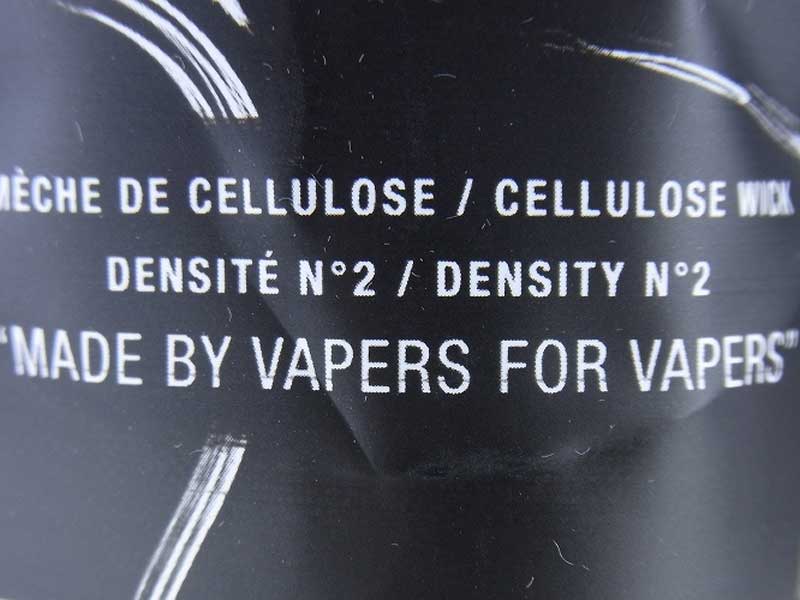 MÈCHE DE CELLULOSE / CELLULOSE WICK
DENSITÉ N°2 / DENSITY N°2
"MADE BY VAPERS FOR VAPERS"